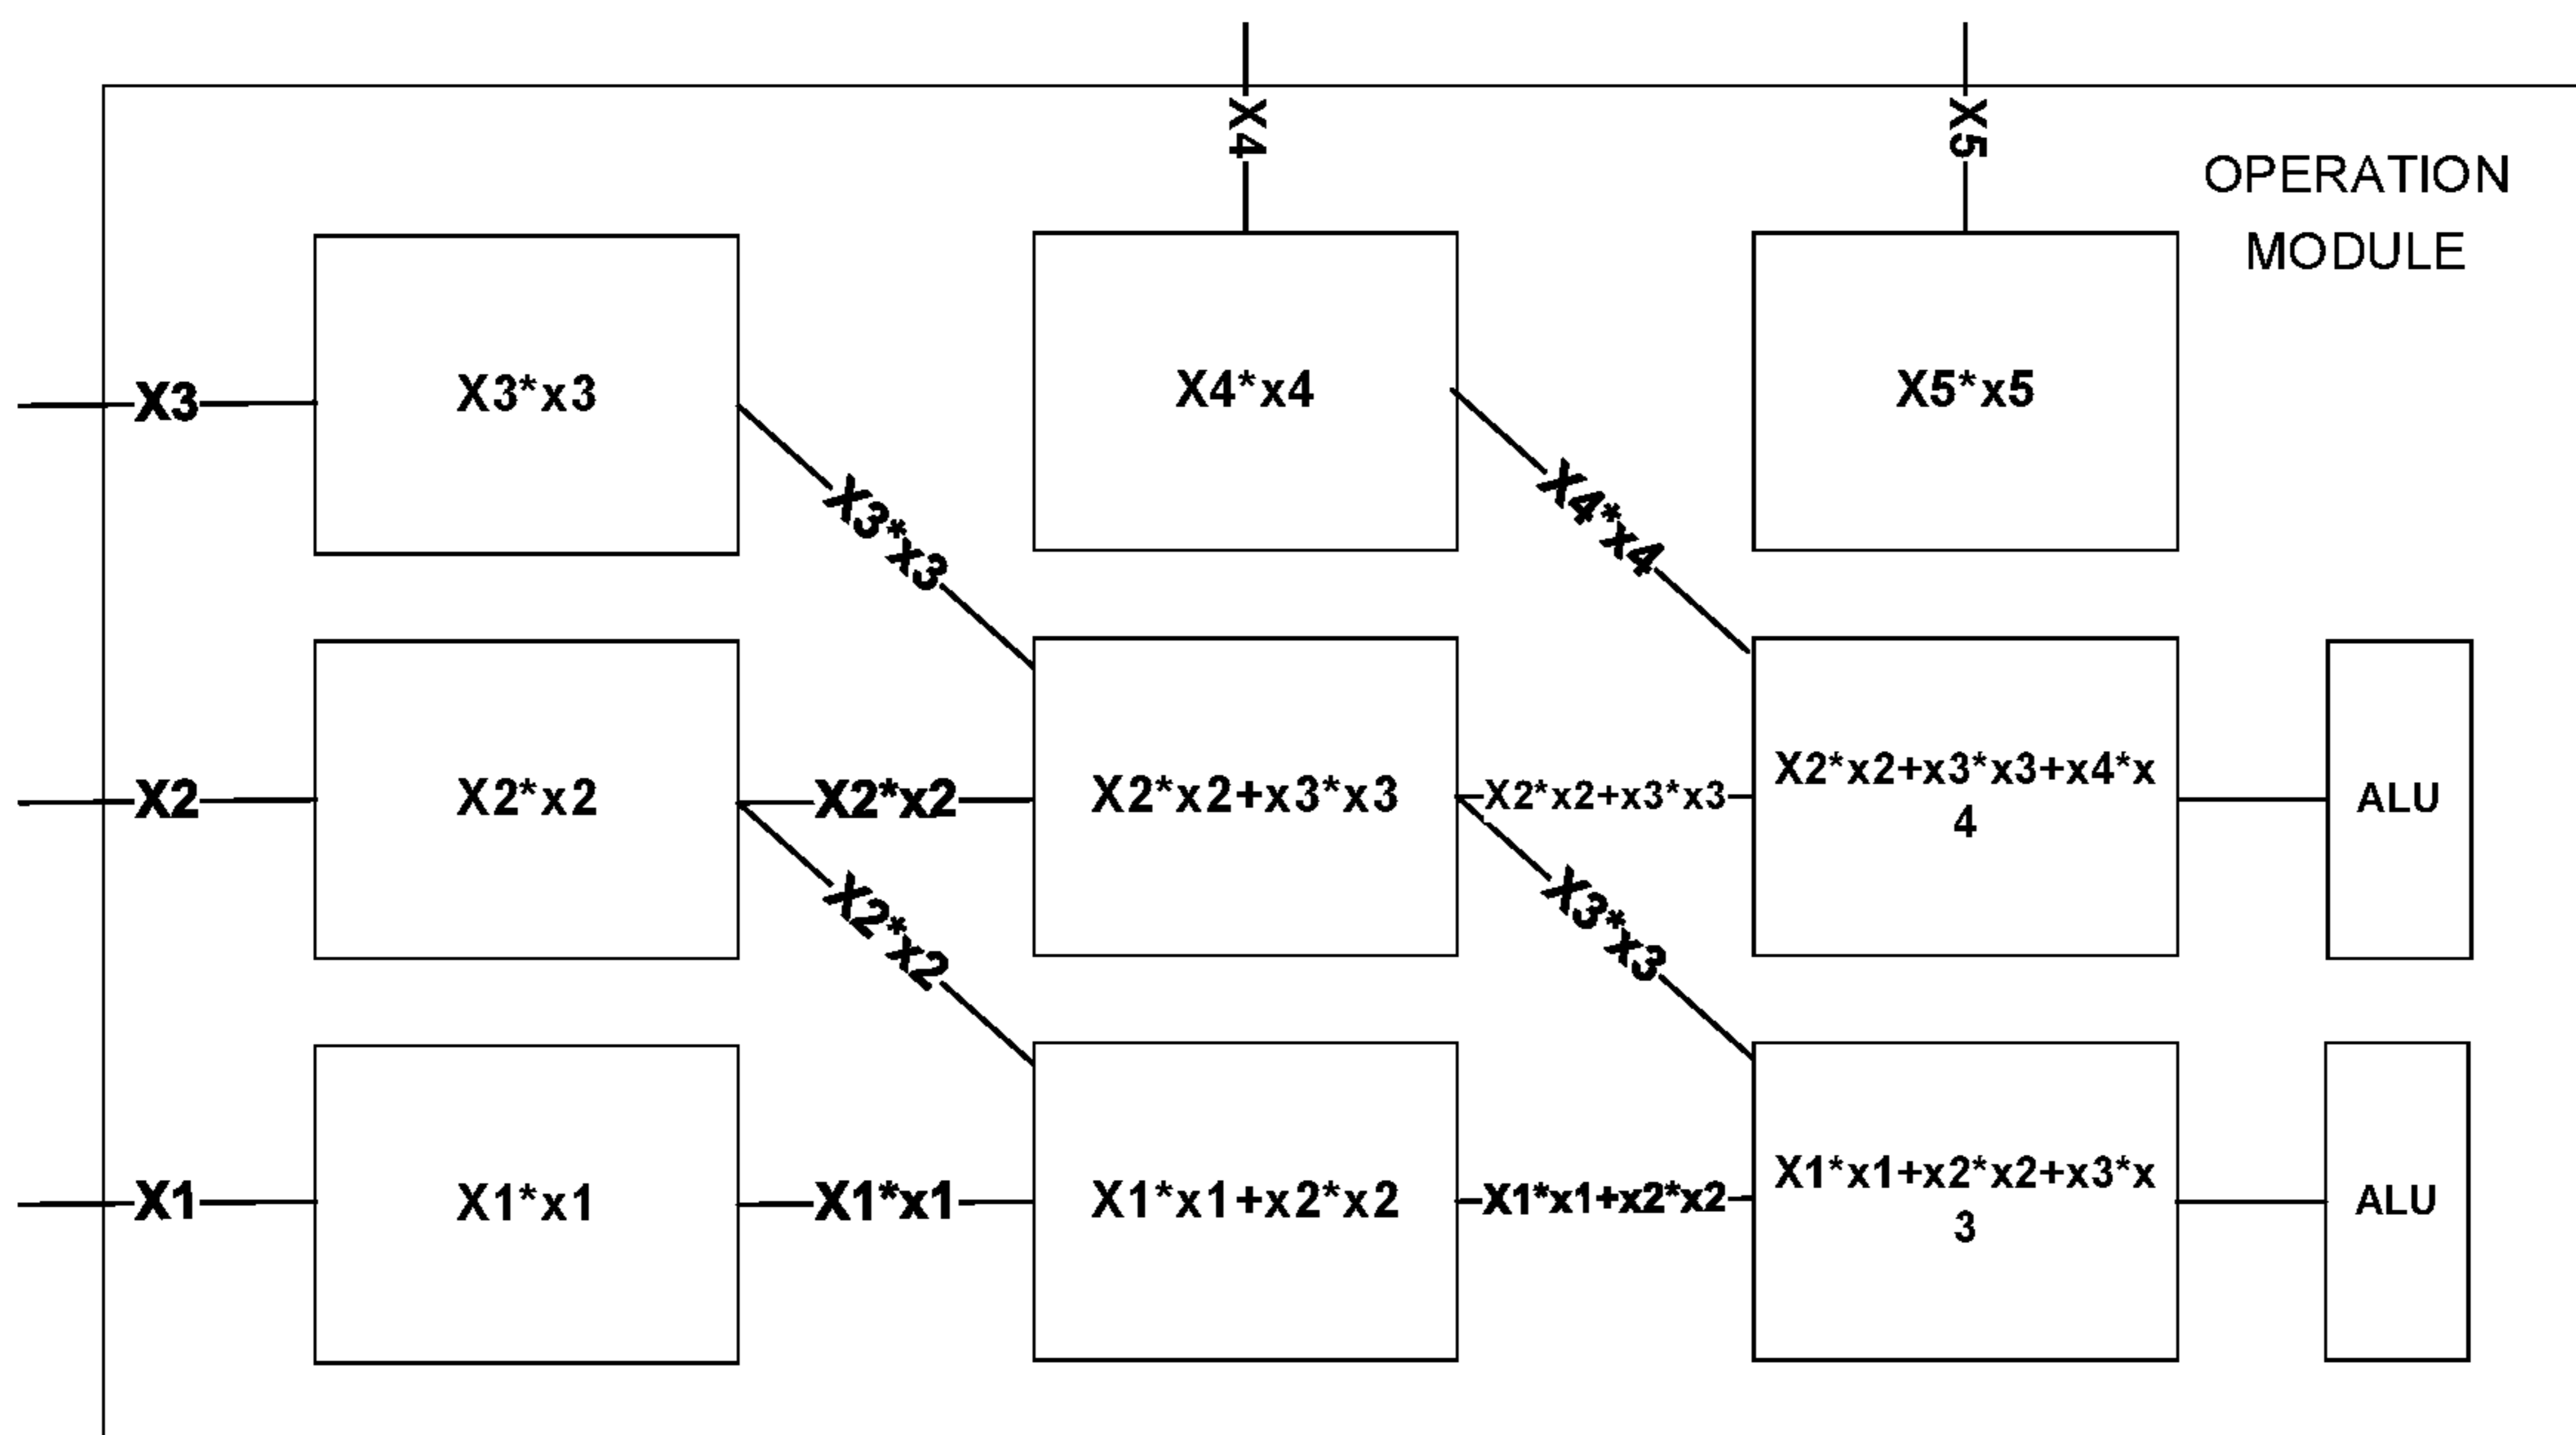 X4
X5
OPERATION
MODULE
X3
X3*x3
X4*x4
X5*x5
X3*x3
X4*x4
X2
X2*x2
X2*x2
X2*x2+x3*x3
X2*x2+x3*x3
X2*x2+x3*x3+x4*x
4
ALU
X2*x2
X3*x3
X1
X1*x1
X1*x1
X1*x1+x2*x2
X1*x1+x2*x2
X1*x1+x2*x2+x3*x
3
ALU